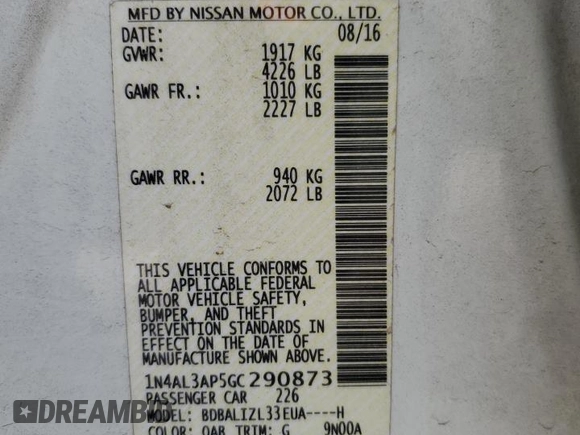 MFD BY NISSAN MOTOR CO., LTD.
DATE: 08/16
GVWR: 1917 KG
4226 LB
GAWR FR.: 1010 KG
2227 LB
GAWR RR.: 940 KG
2072 LB
THIS VEHICLE CONFORMS TO
ALL APPLICABLE FEDERAL
MOTOR VEHICLE SAFETY,
BUMPER, AND THEFT
PREVENTION STANDARDS IN
EFFECT ON THE DATE OF
MANUFACTURE SHOWN ABOVE.
1N4AL3AP5GC290873
PASSENGER CAR 226
MODEL: BDBALIZL33EUA----H
COLOR: QAB TRIM: G 9N00A
DREAMBID